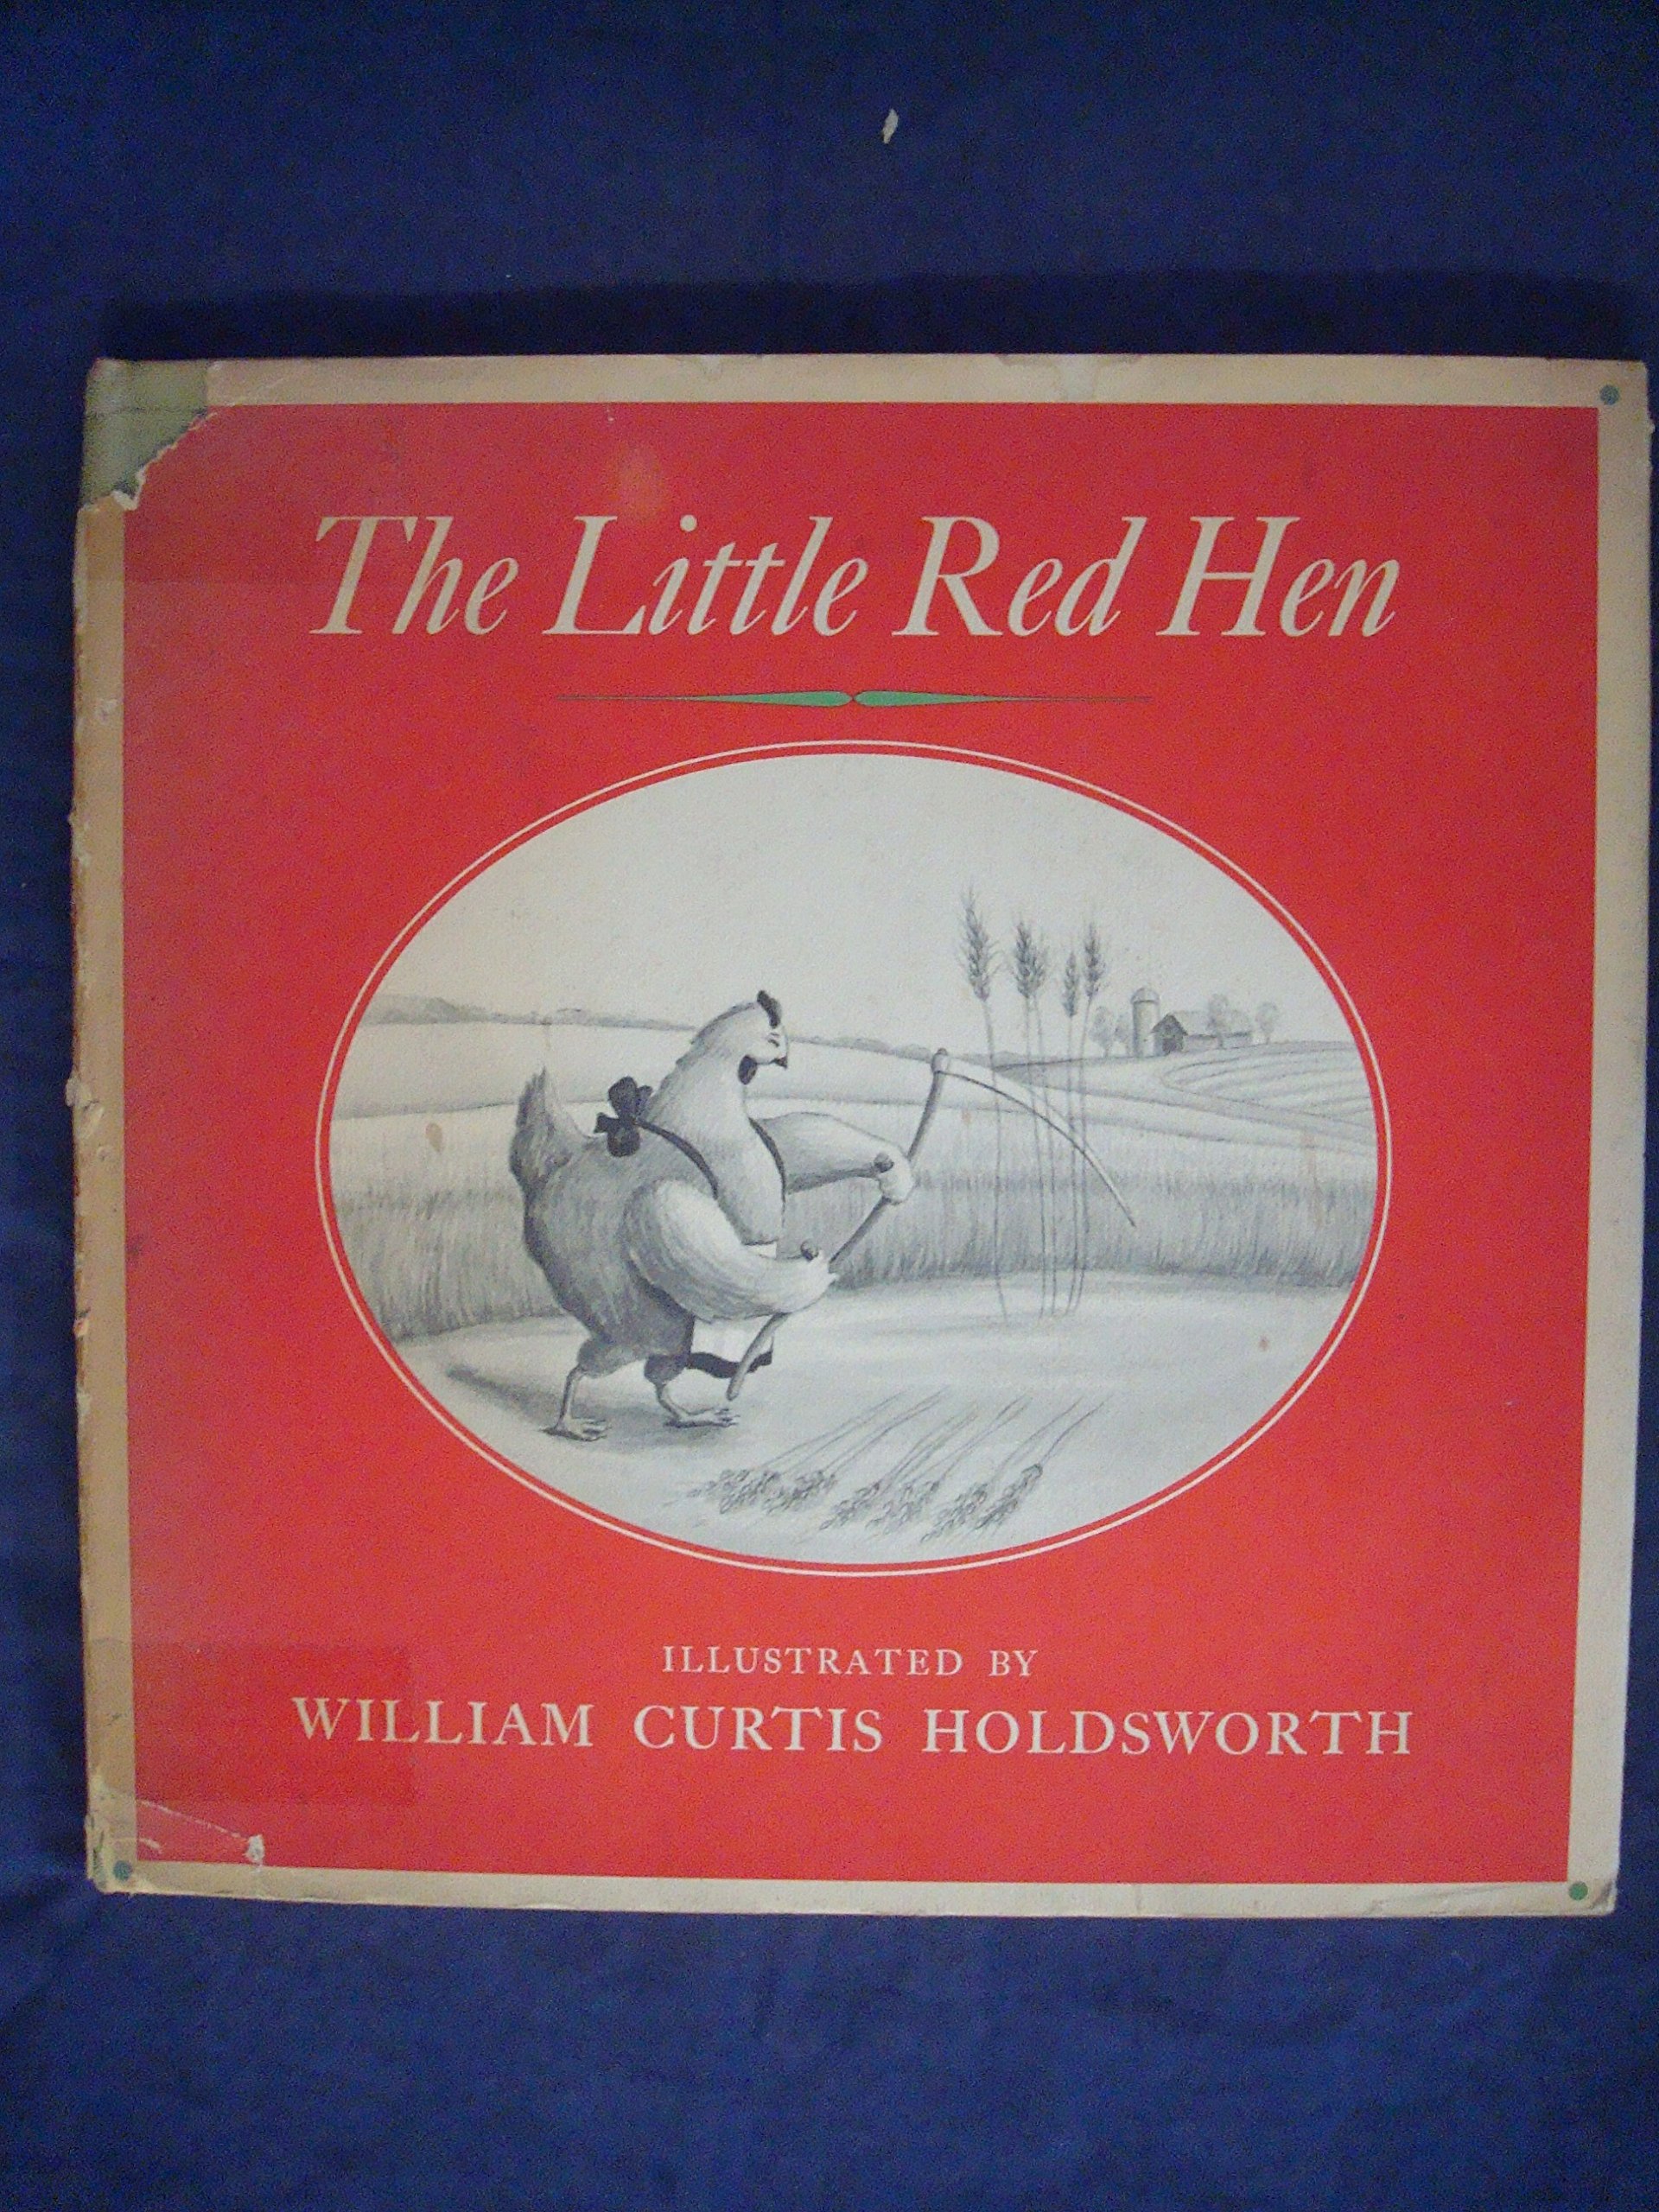 The Little Red Hen
ILLUSTRATED BY
WILLIAM CURTIS HOLDSWORTH